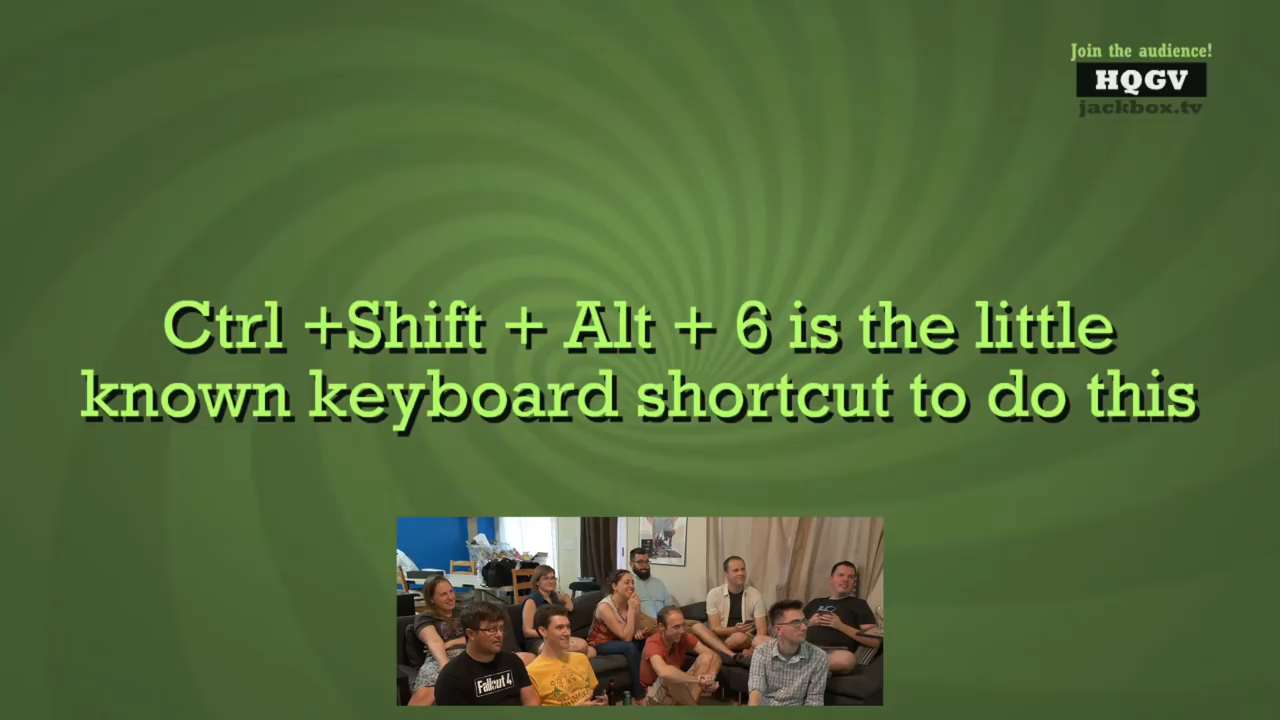 Join the audience!
HQGV
jackbox.tv
Ctrl +Shift + Alt + 6 is the little
known keyboard shortcut to do this
Fallout 4